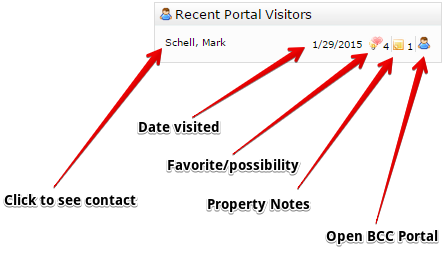 Recent Portal Visitors
Schell, Mark 1/29/2015 4 1
Date visited
Favorite/possibility
Click to see contact
Property Notes
Open BCC Portal